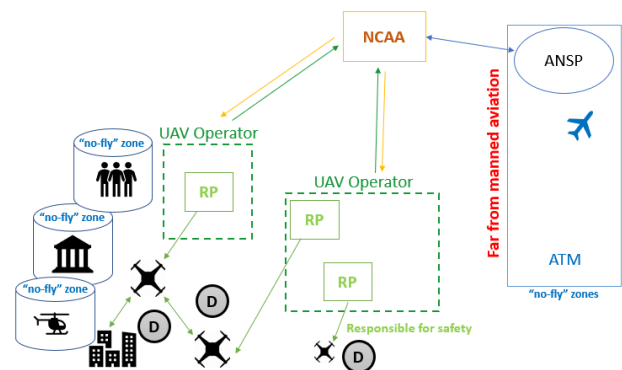 NCAA
ANSP
Far from manned aviation
UAV Operator
"no-fly" zone
RP
UAV Operator
"no-fly" zone
RP
"no-fly" zone
ATM
RP
"no-fly" zones
D
D
Responsible for safety
D